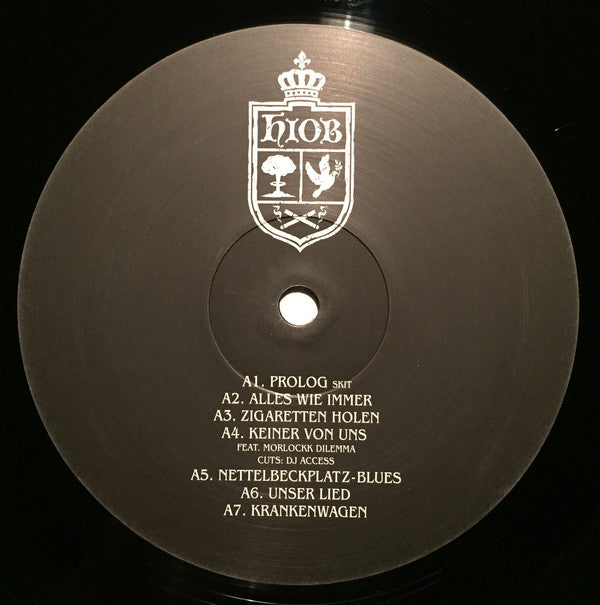 HIOB
A1. PROLOG SKIT
A2. ALLES WIE IMMER
A3. ZIGARETTEN HOLEN
A4. KEINER VON UNS
FEAT. MORLOCKK DILEMMA
CUTS: DJ ACCESS
A5. NETTELBECKPLATZ-BLUES
A6. UNSER LIED
A7. KRANKENWAGEN